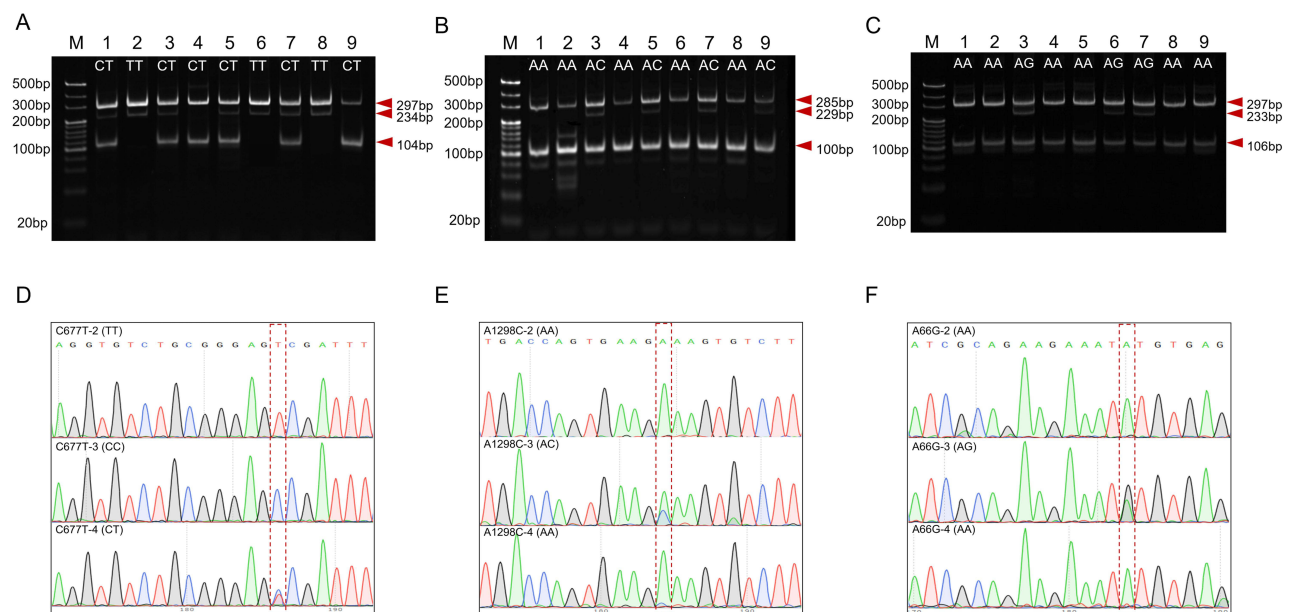 A
M 1 2 3 4 5 6 7 8 9
CT TT CT CT CT TT CT TT CT
500bp
300bp
200bp
100bp
20bp
297bp
234bp
104bp
B
M 1 2 3 4 5 6 7 8 9
AA AA AC AA AC AA AC AA AC
500bp
300bp
200bp
100bp
20bp
285bp
229bp
100bp
C
M 1 2 3 4 5 6 7 8 9
AA AA AG AA AA AG AG AA AA
500bp
300bp
200bp
100bp
20bp
297bp
233bp
106bp
D
C677T-2 (TT)
A G G T G T C T G C G G G A G T C G A T T T
C677T-3 (CC)
C677T-4 (CT)
180 190
E
A1298C-2 (AA)
T G A C C A G T G A A G A A A G T G T C T T
A1298C-3 (AC)
A1298C-4 (AA)
190
F
A66G-2 (AA)
A T C G C A G A A G A A A T A T G T G A G
A66G-3 (AG)
A66G-4 (AA)